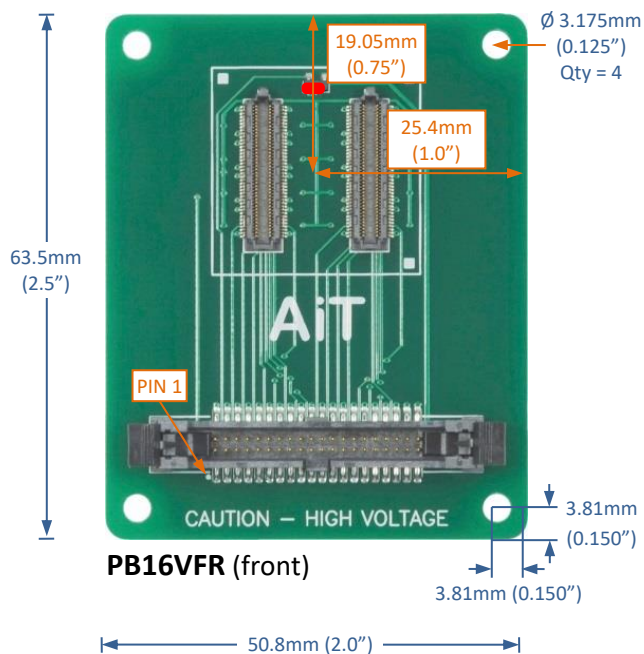 19.05mm
(0.75”)
Ø 3.175mm
(0.125”)
Qty = 4
25.4mm
(1.0”)
63.5mm
(2.5”)
AiT
PIN 1
3.81mm
(0.150”)
CAUTION – HIGH VOLTAGE
PB16VFR (front)
3.81mm (0.150”)
50.8mm (2.0”)